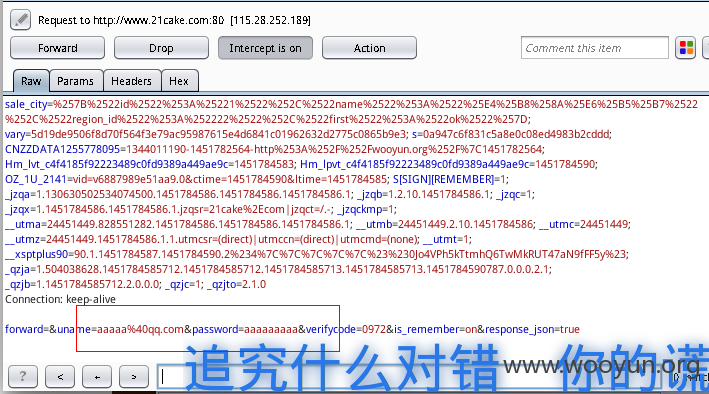 Request to http://www.21cake.com:80 [115.28.252.189]
Forward Drop Intercept is on Action Comment this item
Raw Params Headers Hex
sale_city=%257B%2522id%2522%253A%25221%2522%252C%2522name%2522%253A%2522%25E4%25B8%258A%25E6%25B5%25B7%2522
%252C%2522region_id%2522%253A%252222%2522%252C%2522first%2522%253A%2522ok%2522%257D;
vary=5d19de9506f8d70f564f3e79ac95987615e4d6841c01962632d2775c0865b9e3; s=0a947c6f831c5a8e0c08ed4983b2cddd;
CNZZDATA1255778095=1344011190-1451782564-http%253A%252F%252Fwooyun.org%252F%7C1451782564;
Hm_lvt_c4f4185f92223489c0fd9389a449ae9c=1451784583; Hm_lpvt_c4f4185f92223489c0fd9389a449ae9c=1451784590;
OZ_1U_2141=vid=v6887989e51aa9.0&ctime=1451784590&ltime=1451784585; S[SIGN][REMEMBER]=1;
_jzqa=1.130630502534074500.1451784586.1451784586.1451784586.1; _jzqb=1.2.10.1451784586.1; _jzqc=1;
_jzqx=1.1451784586.1451784586.1.jzqsr=21cake%2Ecom|jzqct=/.-; _jzqckmp=1;
__utma=24451449.828551282.1451784586.1451784586.1451784586.1; __utmb=24451449.2.10.1451784586; __utmc=24451449;
__utmz=24451449.1451784586.1.1.utmcsr=(direct)|utmccn=(direct)|utmcmd=(none); __utmt=1;
__xsptplus90=90.1.1451784587.1451784590.2%234%7C%7C%7C%7C%7C%23%230Jo4VPh5kTtmhQ6TwMkRUT47aN9fFF5y%23;
_qzja=1.504038628.1451784585712.1451784585712.1451784585713.1451784585713.1451784590787.0.0.0.2.1;
_qzjb=1.1451784585712.2.0.0.0; _qzjc=1; _qzjto=2.1.0
Connection: keep-alive
forward=&uname=aaaaa%40qq.com&password=aaaaaaaaa&verifycode=0972&is_remember=on&response_json=true
追究什么对错 你的谎
www.wooyun.org
? < + >